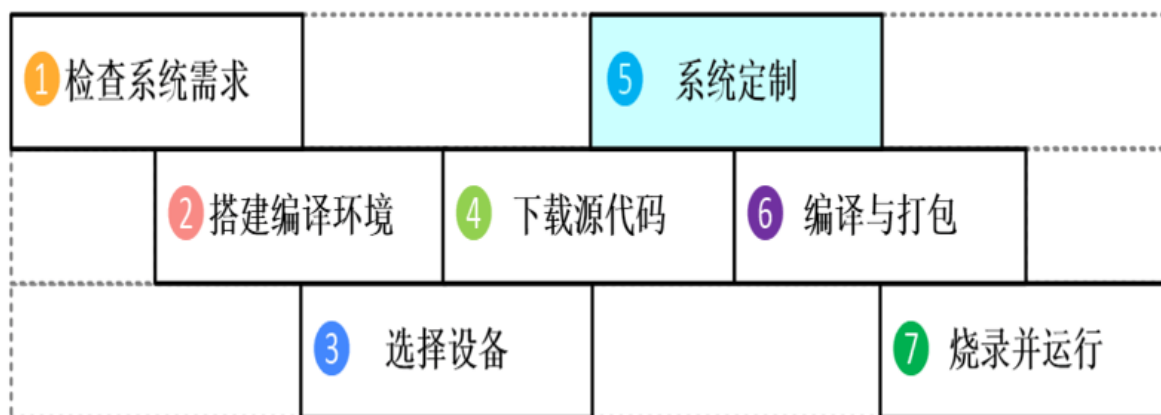 1 检查系统需求
5 系统定制
2 搭建编译环境
4 下载源代码
6 编译与打包
3 选择设备
7 烧录并运行